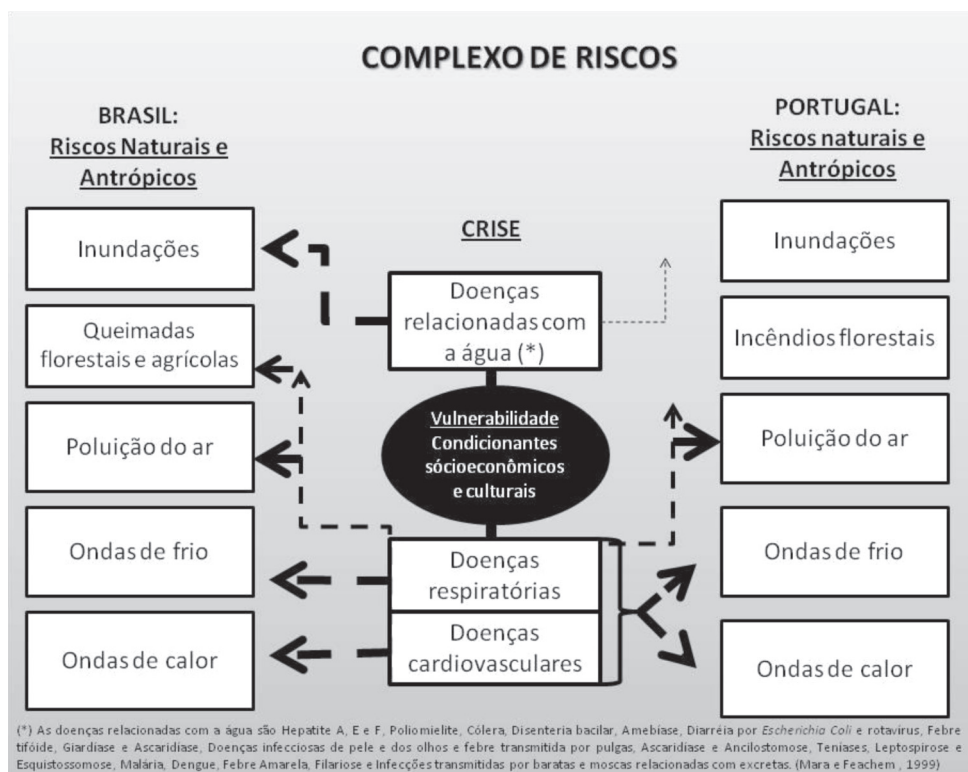 COMPLEXO DE RISCOS
BRASIL:
Riscos Naturais e
Antrópicos
Inundações
Queimadas
florestais e agrícolas
Poluição do ar
Ondas de frio
Ondas de calor
CRISE
Doenças
relacionadas com
a água (*)
Vulnerabilidade
Condicionantes
sócioeconômicos
e culturais
Doenças
respiratórias
Doenças
cardiovasculares
PORTUGAL:
Riscos naturais e
Antrópicos
Inundações
Incêndios florestais
Poluição do ar
Ondas de frio
Ondas de calor
(*) As doenças relacionadas com a água são Hepatite A, E e F, Poliomielite, Cólera, Disenteria bacilar, Amebíase, Diarréia por Escherichia Coli e rotavirus, Febre
tifóide, Giardiase e Ascaridiase, Doenças infecciosas de pele e dos olhos e febre transmitida por pulgas, Ascaridiase e Ancilostomose, Teniases, Leptospirose e
Esquistossomose, Malária, Dengue, Febre Amarela, Filariose e Infecções transmitidas por baratas e moscas relacionadas com excretas. (Mara e Feachem , 1999)